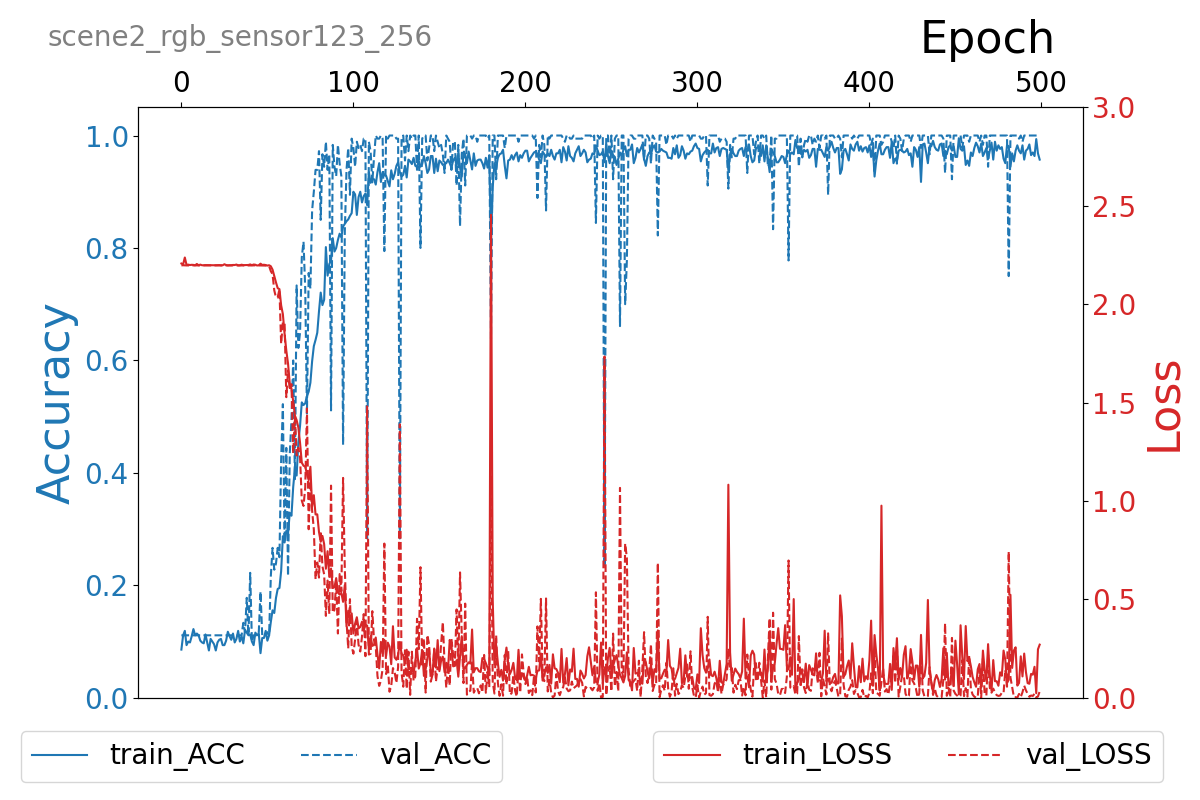 scene2_rgb_sensor123_256
Epoch
0 100 200 300 400 500
Accuracy
1.0
0.8
0.6
0.4
0.2
0.0
Loss
3.0
2.5
2.0
1.5
1.0
0.5
0.0
train_ACC val_ACC
train_LOSS val_LOSS